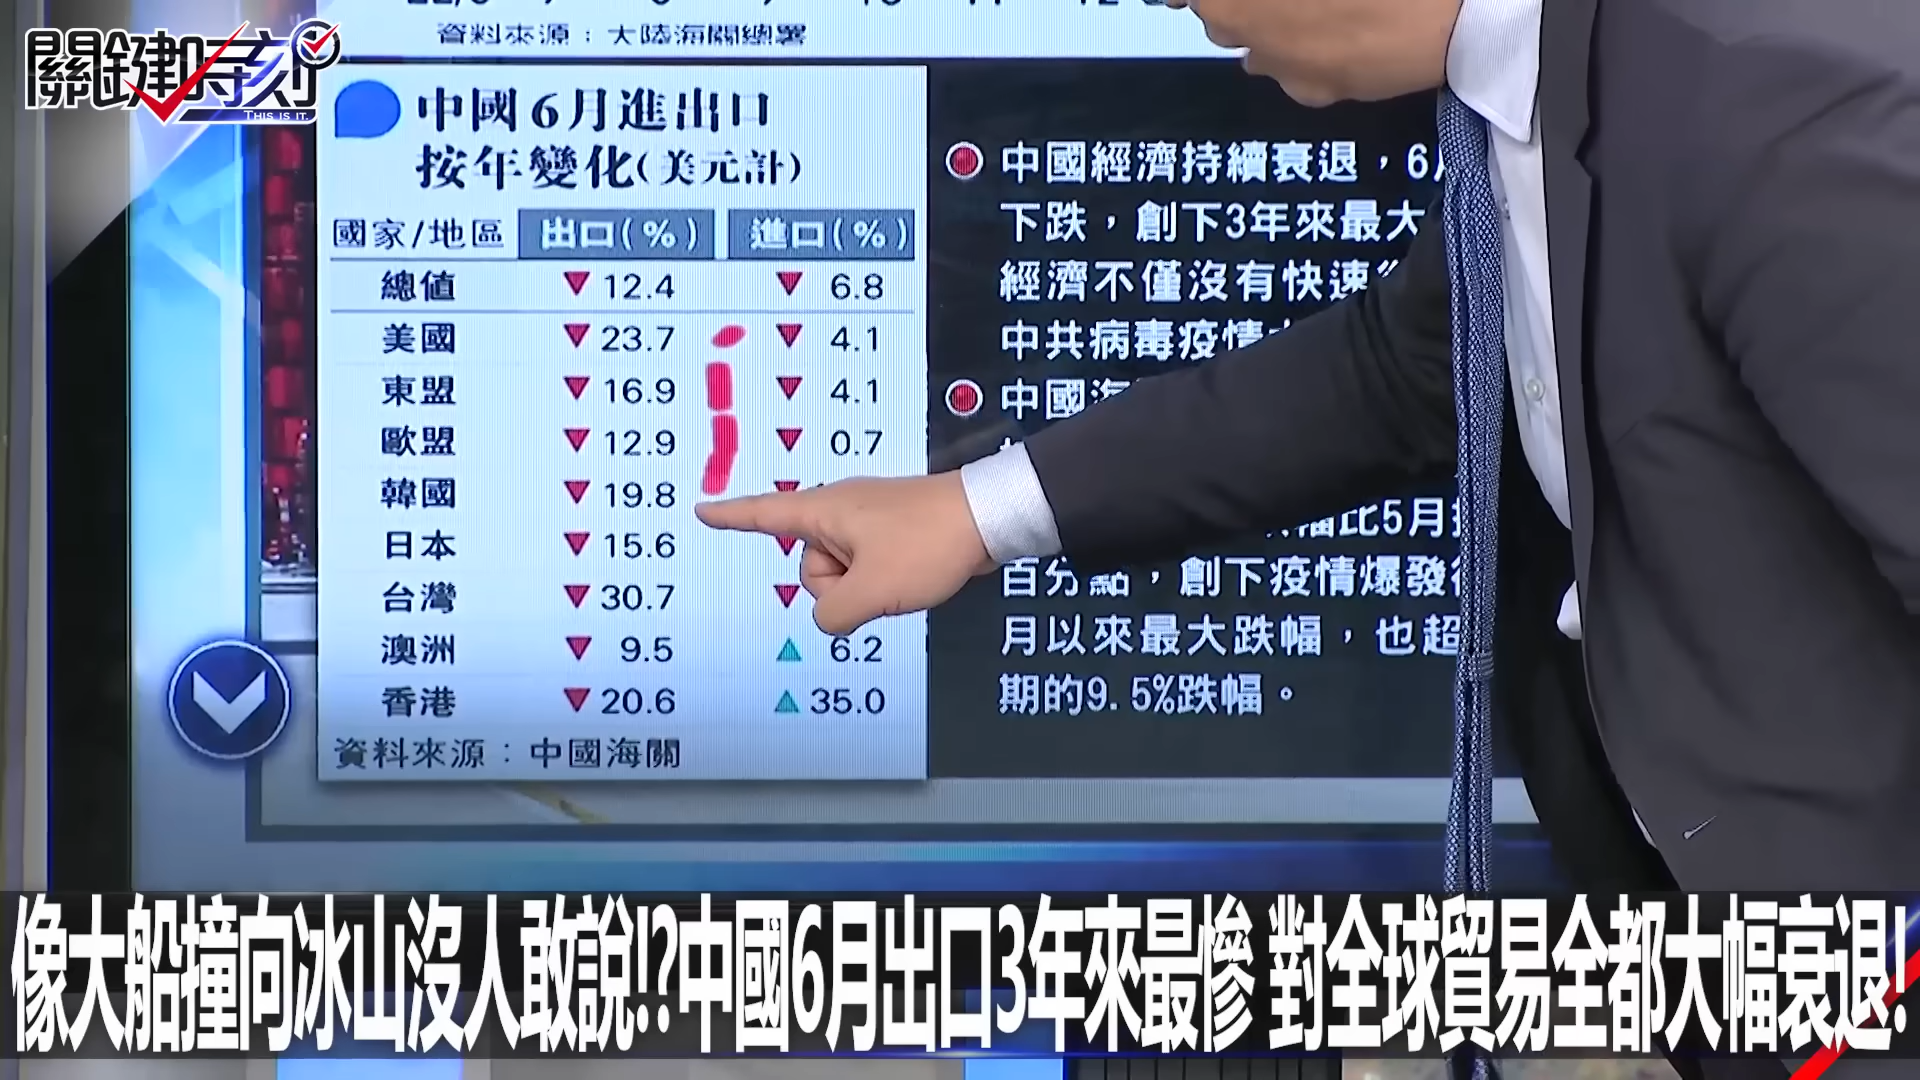 資料來源：大陸海關總署
關鍵時刻
THIS IS IT.
中國6月進出口
按年變化(美元計)
國家/地區 出口(%) 進口(%)
總值 ▼12.4 ▼6.8
美國 ▼23.7 ▼4.1
東盟 ▼16.9 ▼4.1
歐盟 ▼12.9 ▼0.7
韓國 ▼19.8 ▼
日本 ▼15.6 ▼
台灣 ▼30.7 ▼
澳洲 ▼9.5 ▲6.2
香港 ▼20.6 ▲35.0
資料來源：中國海關
中國經濟持續衰退，6月
下跌，創下3年來最大
經濟不僅沒有快速"
中共病毒疫情
中國海
幅比5月
百分點，創下疫情爆發
月以來最大跌幅，也超
期的9.5%跌幅。
像大船撞向冰山沒人敢說!?中國6月出口3年來最慘 對全球貿易全都大幅衰退!